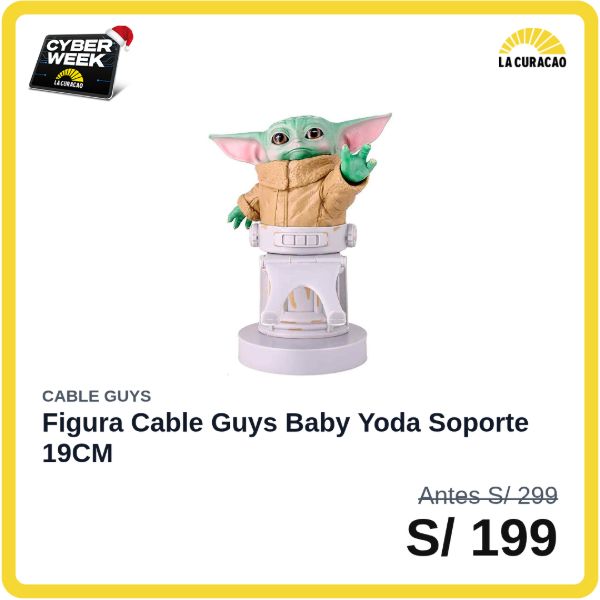 CYBER
WEEK
LA CURACAO
LA CURACAO
CABLE GUYS
Figura Cable Guys Baby Yoda Soporte
19CM
Antes S/ 299
S/ 199